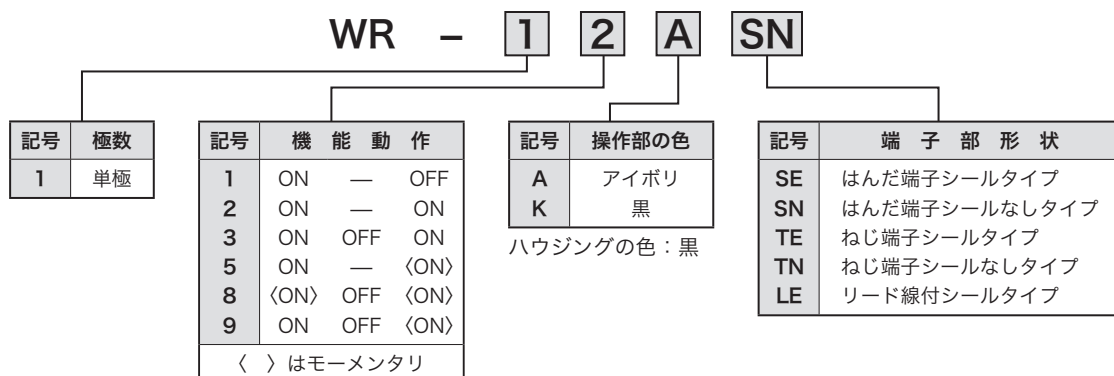 WR － 1 2 A SN
記号 極数
1 単極
記号 機能動作
1 ON — OFF
2 ON — ON
3 ON OFF ON
5 ON — 〈ON〉
8 〈ON〉 OFF 〈ON〉
9 ON OFF 〈ON〉
〈　〉はモーメンタリ
記号 操作部の色
A アイボリ
K 黒
ハウジングの色：黒
記号 端子部形状
SE はんだ端子シールタイプ
SN はんだ端子シールなしタイプ
TE ねじ端子シールタイプ
TN ねじ端子シールなしタイプ
LE リード線付シールタイプ